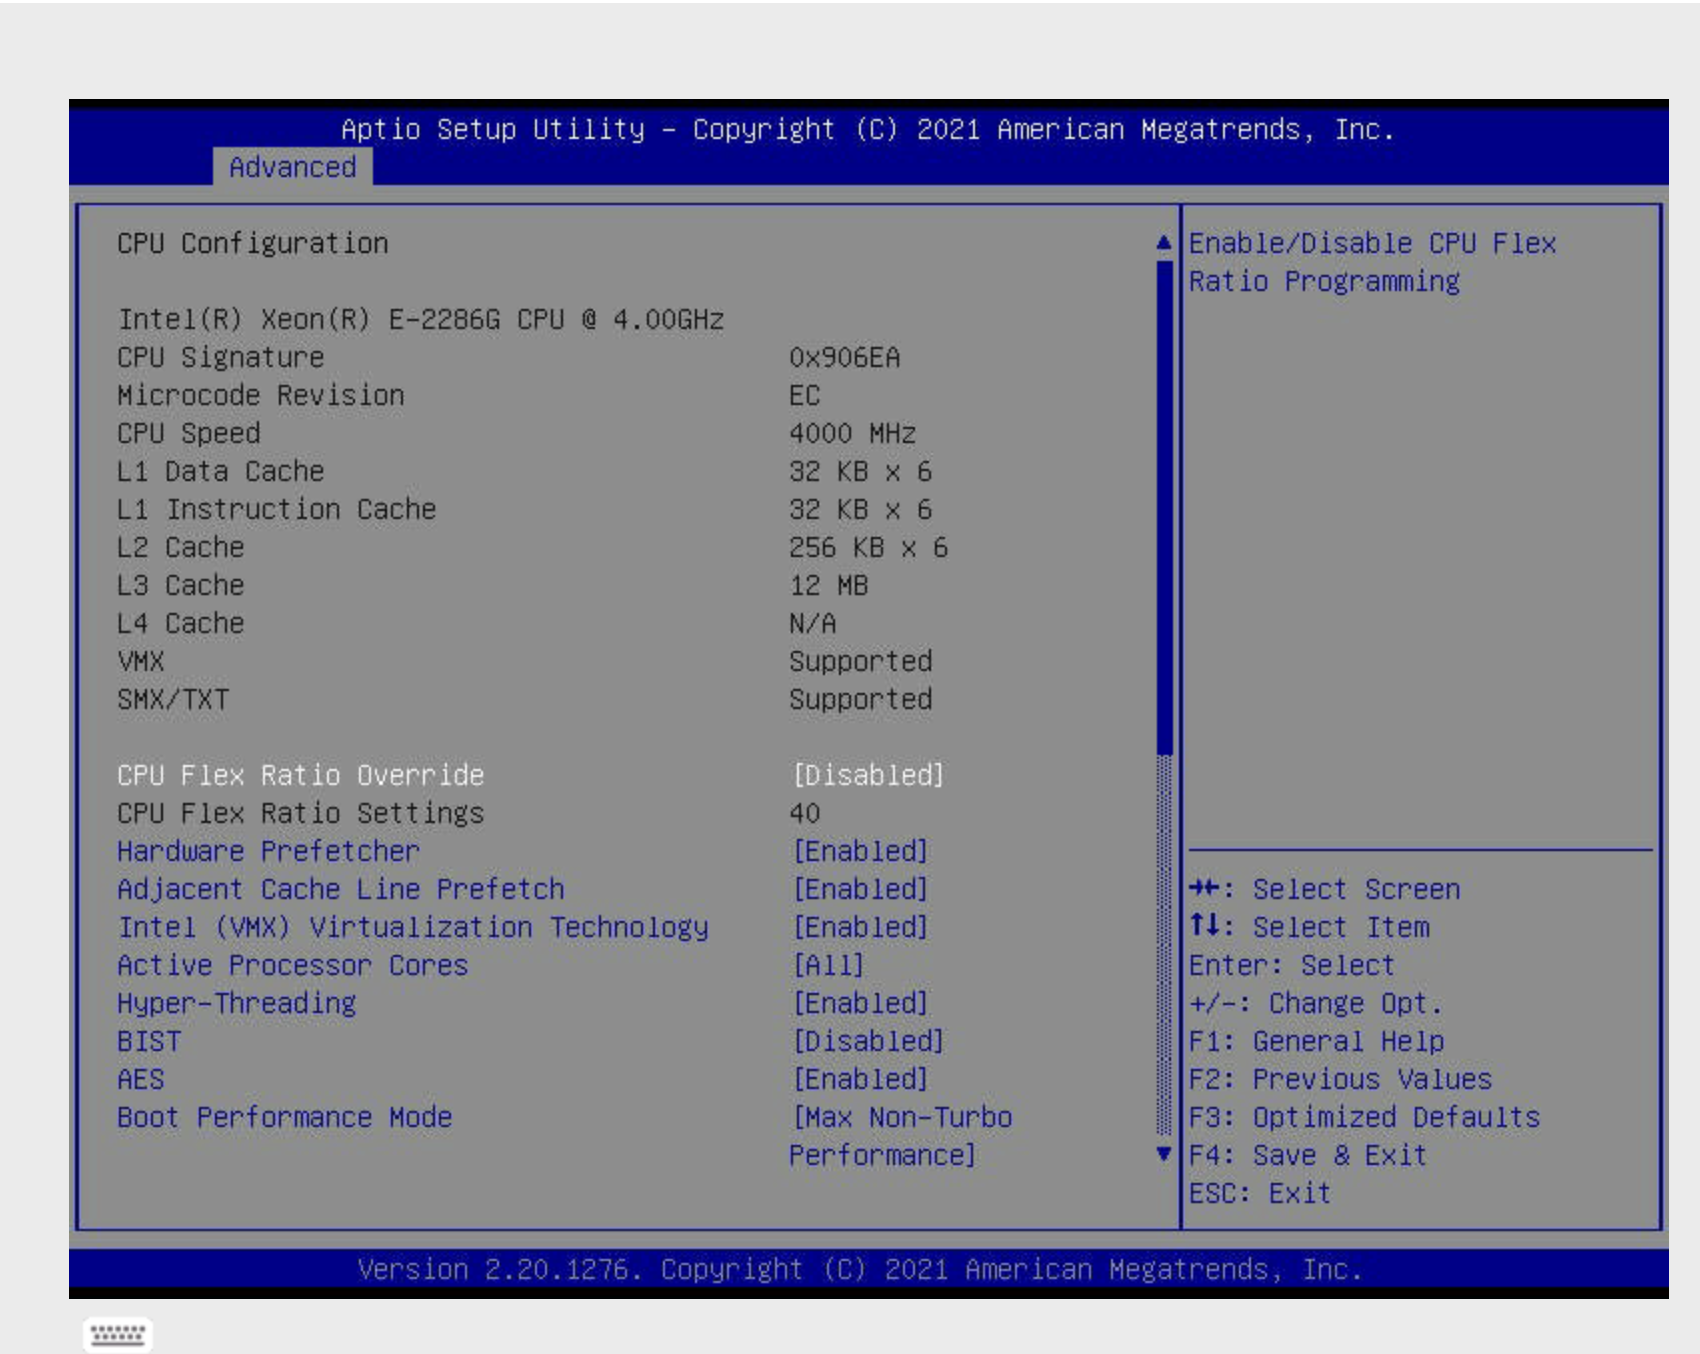 Aptio Setup Utility – Copyright (C) 2021 American Megatrends, Inc.
Advanced
CPU Configuration
Intel(R) Xeon(R) E-2286G CPU @ 4.00GHz
CPU Signature 0x906EA
Microcode Revision EC
CPU Speed 4000 MHz
L1 Data Cache 32 KB x 6
L1 Instruction Cache 32 KB x 6
L2 Cache 256 KB x 6
L3 Cache 12 MB
L4 Cache N/A
VMX Supported
SMX/TXT Supported
CPU Flex Ratio Override [Disabled]
CPU Flex Ratio Settings 40
Hardware Prefetcher [Enabled]
Adjacent Cache Line Prefetch [Enabled]
Intel (VMX) Virtualization Technology [Enabled]
Active Processor Cores [All]
Hyper-Threading [Enabled]
BIST [Disabled]
AES [Enabled]
Boot Performance Mode [Max Non-Turbo
Performance]
Enable/Disable CPU Flex
Ratio Programming
→←: Select Screen
↑↓: Select Item
Enter: Select
+/-: Change Opt.
F1: General Help
F2: Previous Values
F3: Optimized Defaults
F4: Save & Exit
ESC: Exit
Version 2.20.1276. Copyright (C) 2021 American Megatrends, Inc.